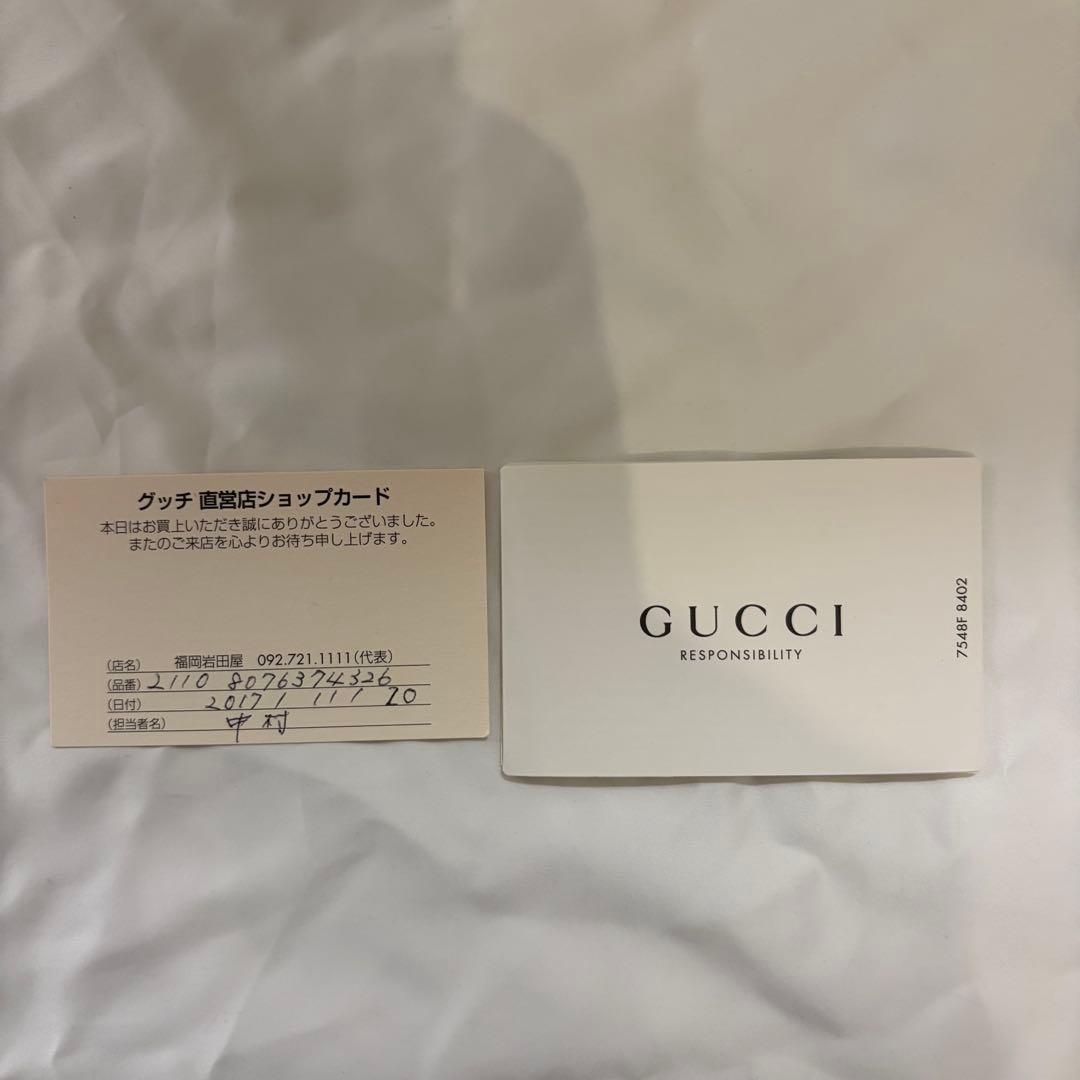 グッチ 直営店ショップカード
本日はお買上いただき誠にありがとうございました。
またのご来店を心よりお待ち申し上げます。
(店名) 福岡岩田屋 092.721.1111(代表)
(品番) 2110 8076374326
(日付) 2017 / 11 / 20
(担当者名) 中村
GUCCI
RESPONSIBILITY
7548F 8402